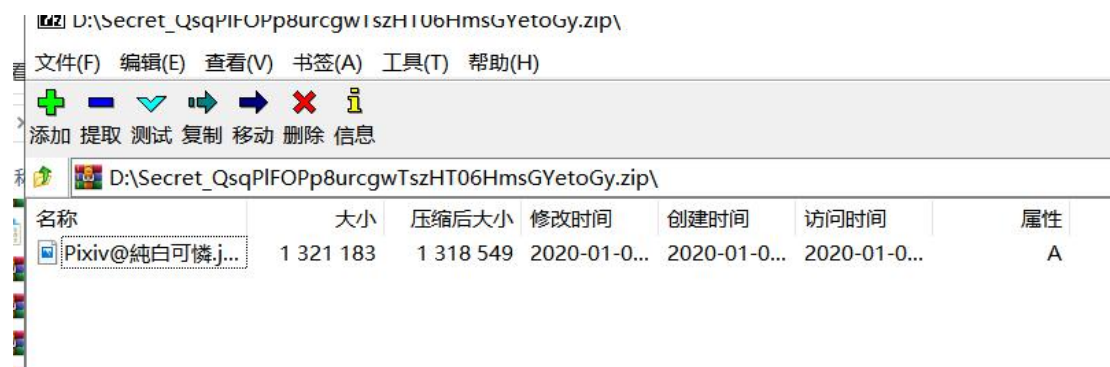 D:\Secret_QsqPlFOPp8urcgwTszHT06HmsGYetoGy.zip\
文件(F) 编辑(E) 查看(V) 书签(A) 工具(T) 帮助(H)
添加 提取 测试 复制 移动 删除 信息
D:\Secret_QsqPlFOPp8urcgwTszHT06HmsGYetoGy.zip\
名称 大小 压缩后大小 修改时间 创建时间 访问时间 属性
Pixiv@純白可憐.j... 1 321 183 1 318 549 2020-01-0... 2020-01-0... 2020-01-0... A